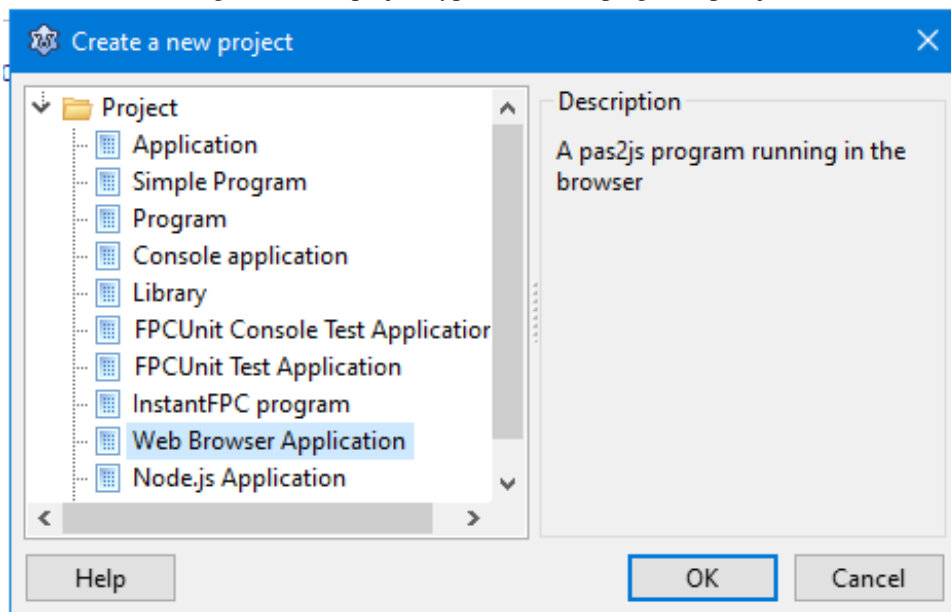 Create a new project
Project
Application
Simple Program
Program
Console application
Library
FPCUnit Console Test Application
FPCUnit Test Application
InstantFPC program
Web Browser Application
Node.js Application
Description
A pas2js program running in the
browser
Help
OK
Cancel